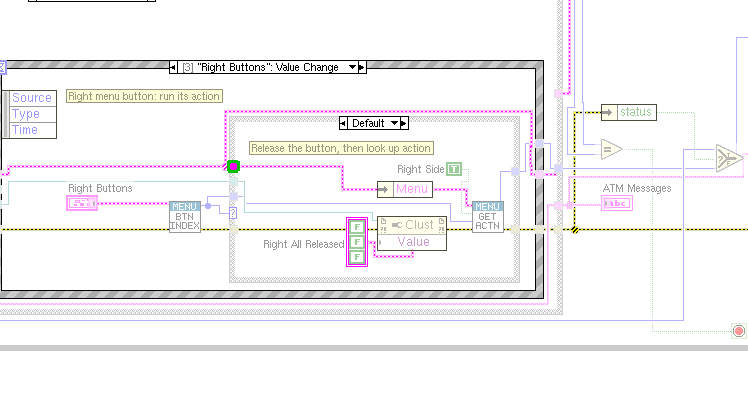 [3] "Right Buttons": Value Change
Source
Type
Time
Right menu button: run its action
Default
Release the button, then look up action
Right Side
T
Menu
Right Buttons
MENU
BTN
INDEX
?
Right All Released
F
F
F
Clust
Value
MENU
GET
ACTN
status
=
?
ATM Messages
abc